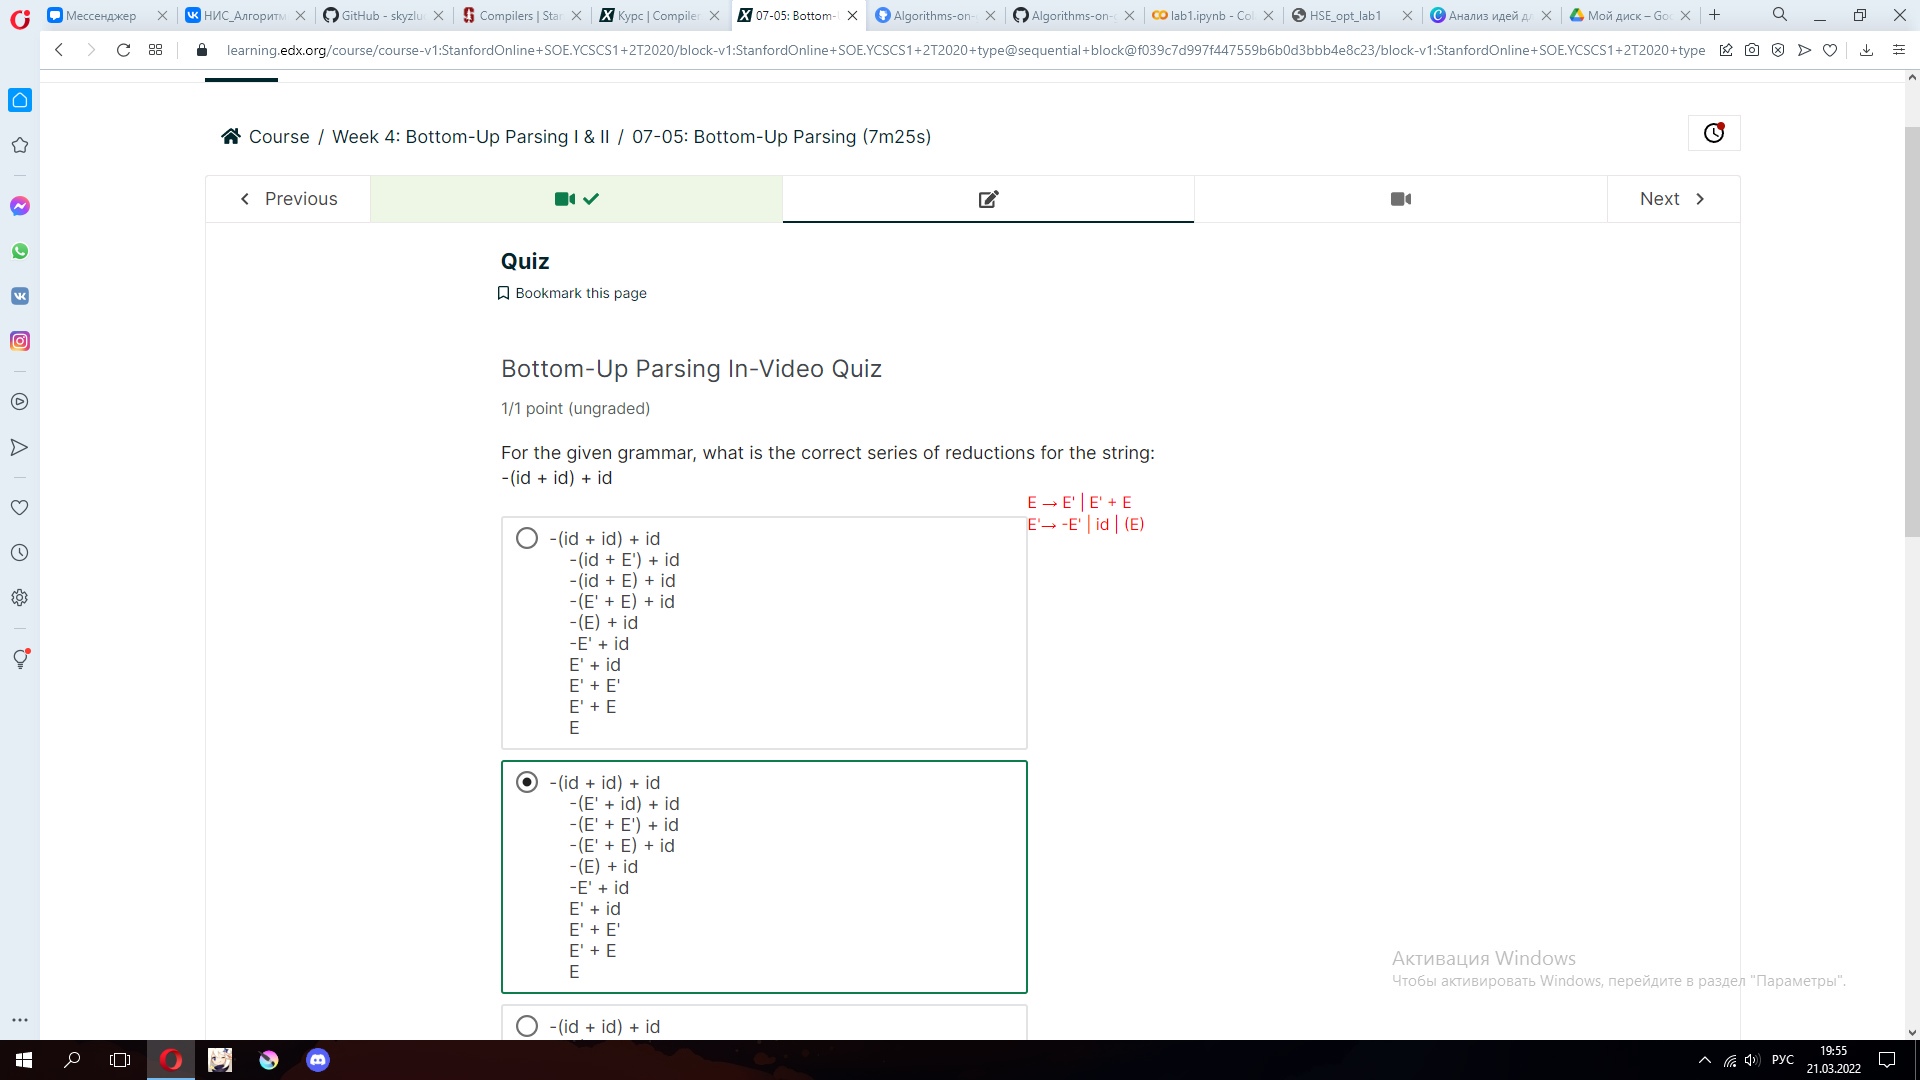 Мессенджер
НИС_Алгоритм
GitHub - skyzlu
Compilers | Stan
Курс | Compiler
07-05: Bottom-U
Algorithms-on-
Algorithms-on-
lab1.ipynb - Col
HSE_opt_lab1
Анализ идей дл
Мой диск – Goo
learning.edx.org/course/course-v1:StanfordOnline+SOE.YCSCS1+2T2020/block-v1:StanfordOnline+SOE.YCSCS1+2T2020+type@sequential+block@f039c7d997f447559b6b0d3bbb4e8c23/block-v1:StanfordOnline+SOE.YCSCS1+2T2020+type
Course / Week 4: Bottom-Up Parsing I & II / 07-05: Bottom-Up Parsing (7m25s)
Previous
Next
Quiz
Bookmark this page
Bottom-Up Parsing In-Video Quiz
1/1 point (ungraded)
For the given grammar, what is the correct series of reductions for the string:
-(id + id) + id
E → E' | E' + E
E'→ -E' | id | (E)
-(id + id) + id
-(id + E') + id
-(id + E) + id
-(E' + E) + id
-(E) + id
-E' + id
E' + id
E' + E'
E' + E
E
-(id + id) + id
-(E' + id) + id
-(E' + E') + id
-(E' + E) + id
-(E) + id
-E' + id
E' + id
E' + E'
E' + E
E
-(id + id) + id
Активация Windows
Чтобы активировать Windows, перейдите в раздел "Параметры".
РУС
19:55
21.03.2022